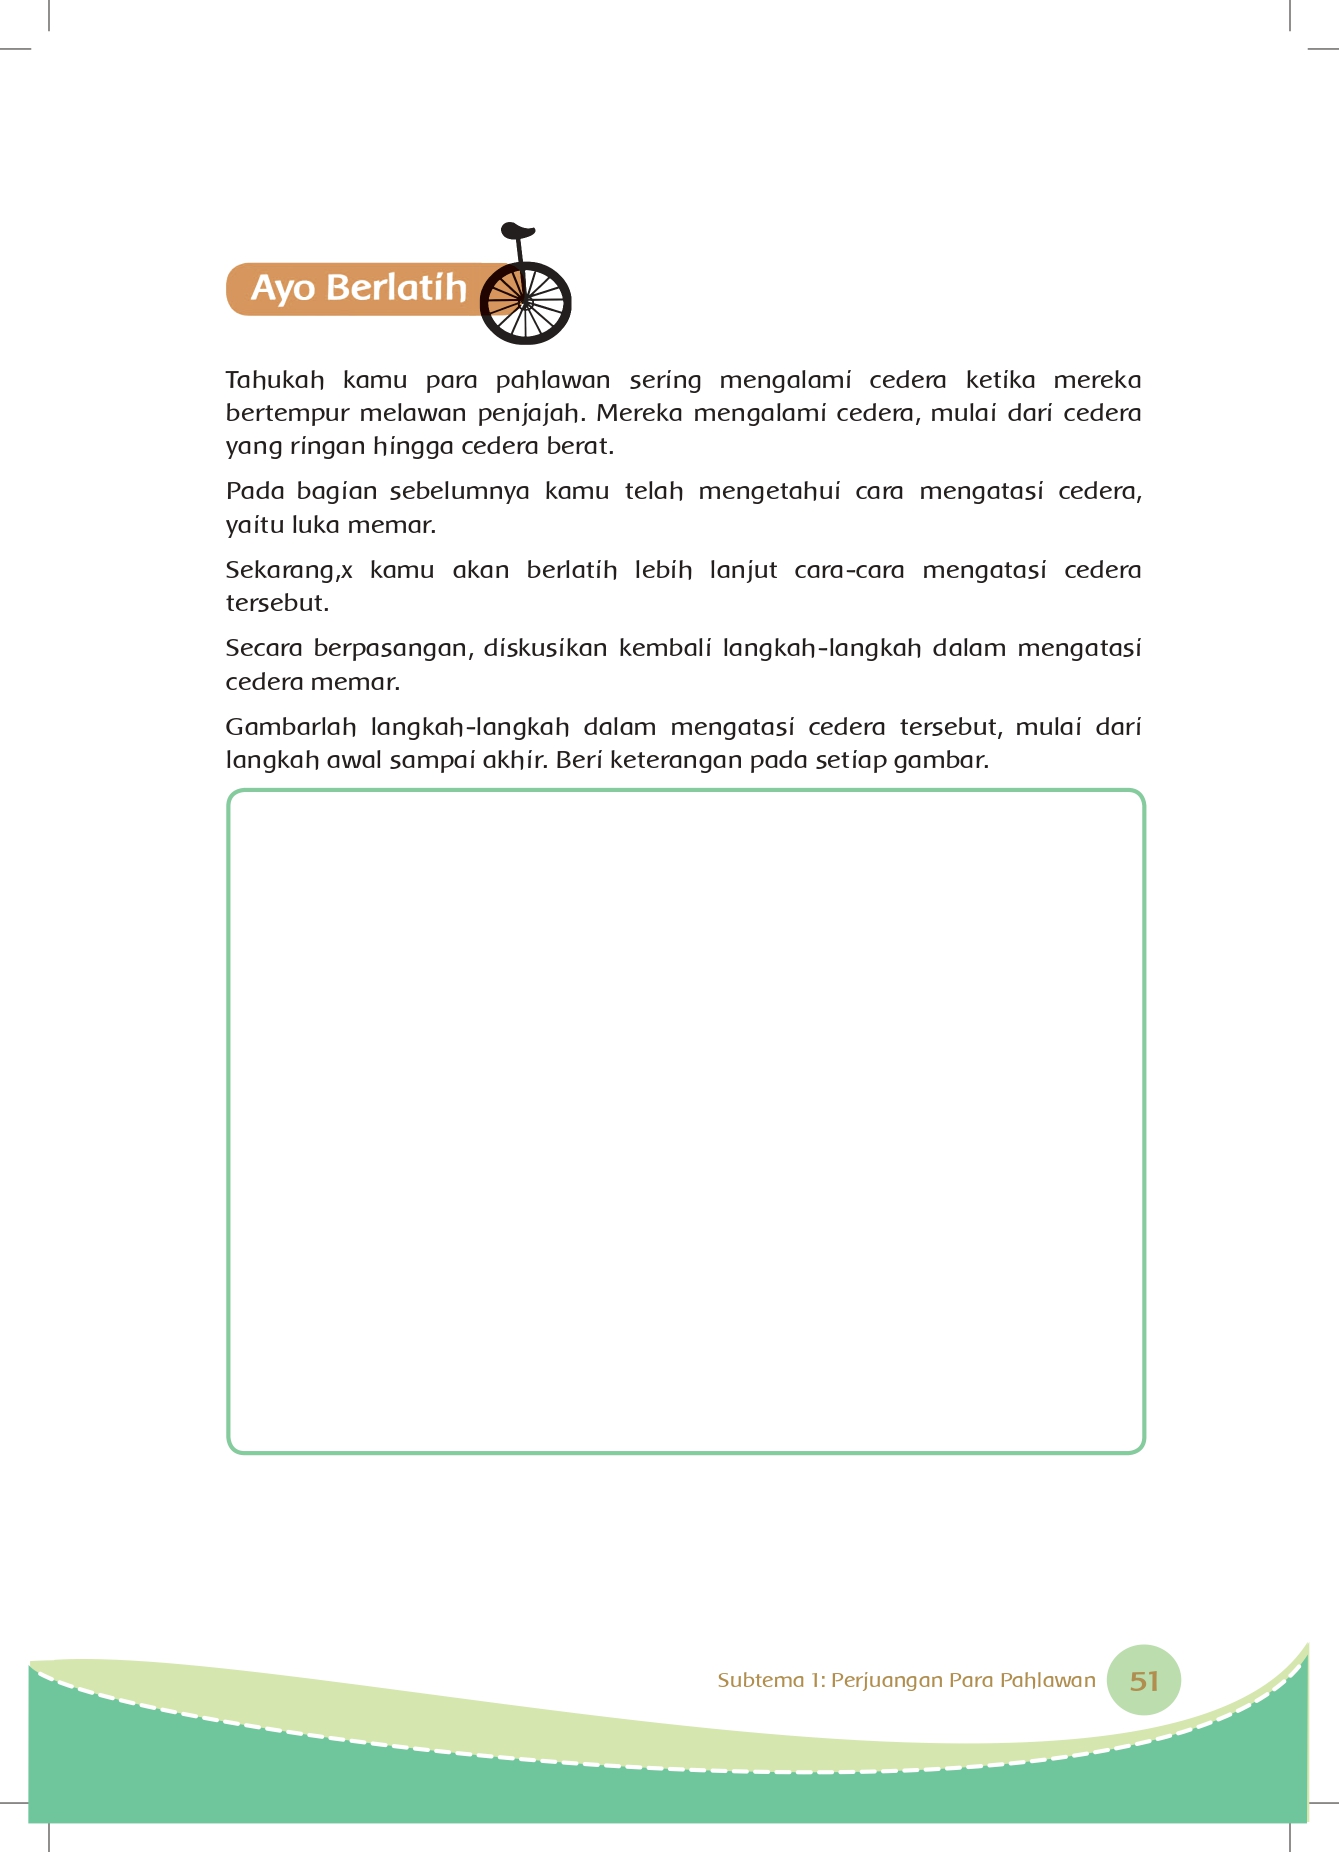 Ayo Berlatih
Tahukah kamu para pahlawan sering mengalami cedera ketika mereka
bertempur melawan penjajah. Mereka mengalami cedera, mulai dari cedera
yang ringan hingga cedera berat.
Pada bagian sebelumnya kamu telah mengetahui cara mengatasi cedera,
yaitu luka memar.
Sekarang,x kamu akan berlatih lebih lanjut cara-cara mengatasi cedera
tersebut.
Secara berpasangan, diskusikan kembali langkah-langkah dalam mengatasi
cedera memar.
Gambarlah langkah-langkah dalam mengatasi cedera tersebut, mulai dari
langkah awal sampai akhir. Beri keterangan pada setiap gambar.
Subtema 1: Perjuangan Para Pahlawan 51